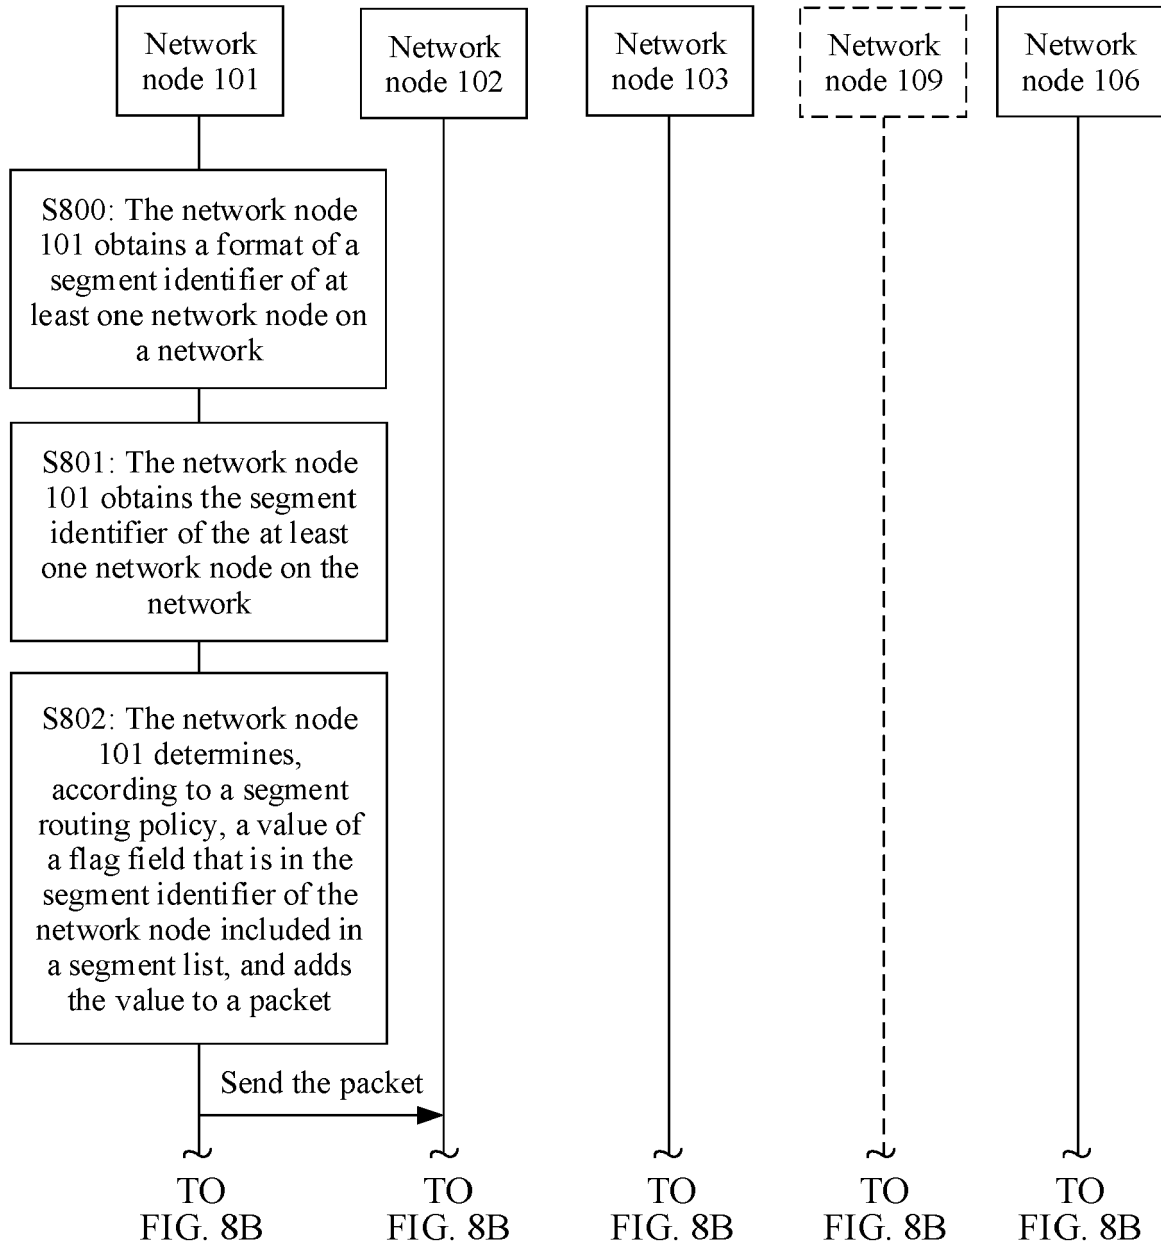 Network
node 101
Network
node 102
Network
node 103
Network
node 109
Network
node 106
S800: The network node
101 obtains a format of a
segment identifier of at
least one network node on
a network
S801: The network node
101 obtains the segment
identifier of the at least
one network node on the
network
S802: The network node
101 determines,
according to a segment
routing policy, a value of
a flag field that is in the
segment identifier of the
network node included in
a segment list, and adds
the value to a packet
Send the packet
TO
FIG. 8B
TO
FIG. 8B
TO
FIG. 8B
TO
FIG. 8B
TO
FIG. 8B